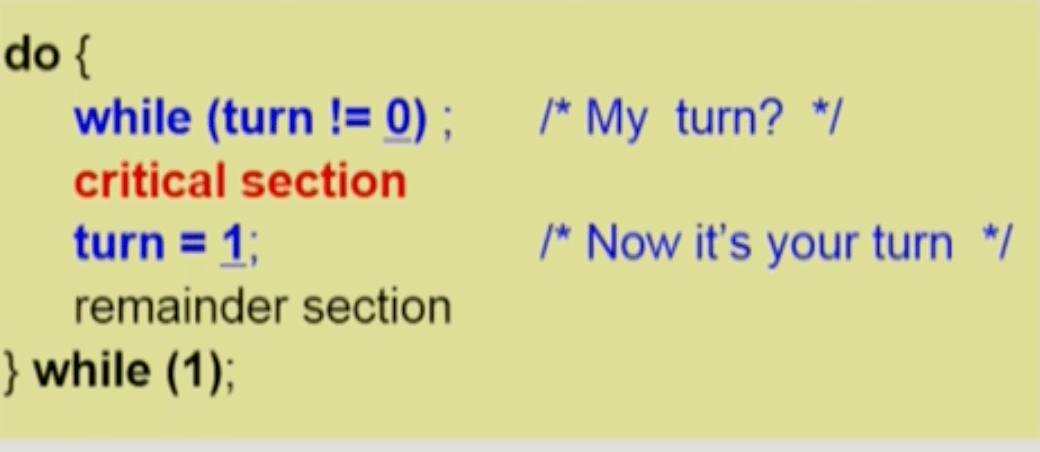 do {
while (turn != 0) ; /* My turn? */
critical section
turn = 1; /* Now it's your turn */
remainder section
} while (1);